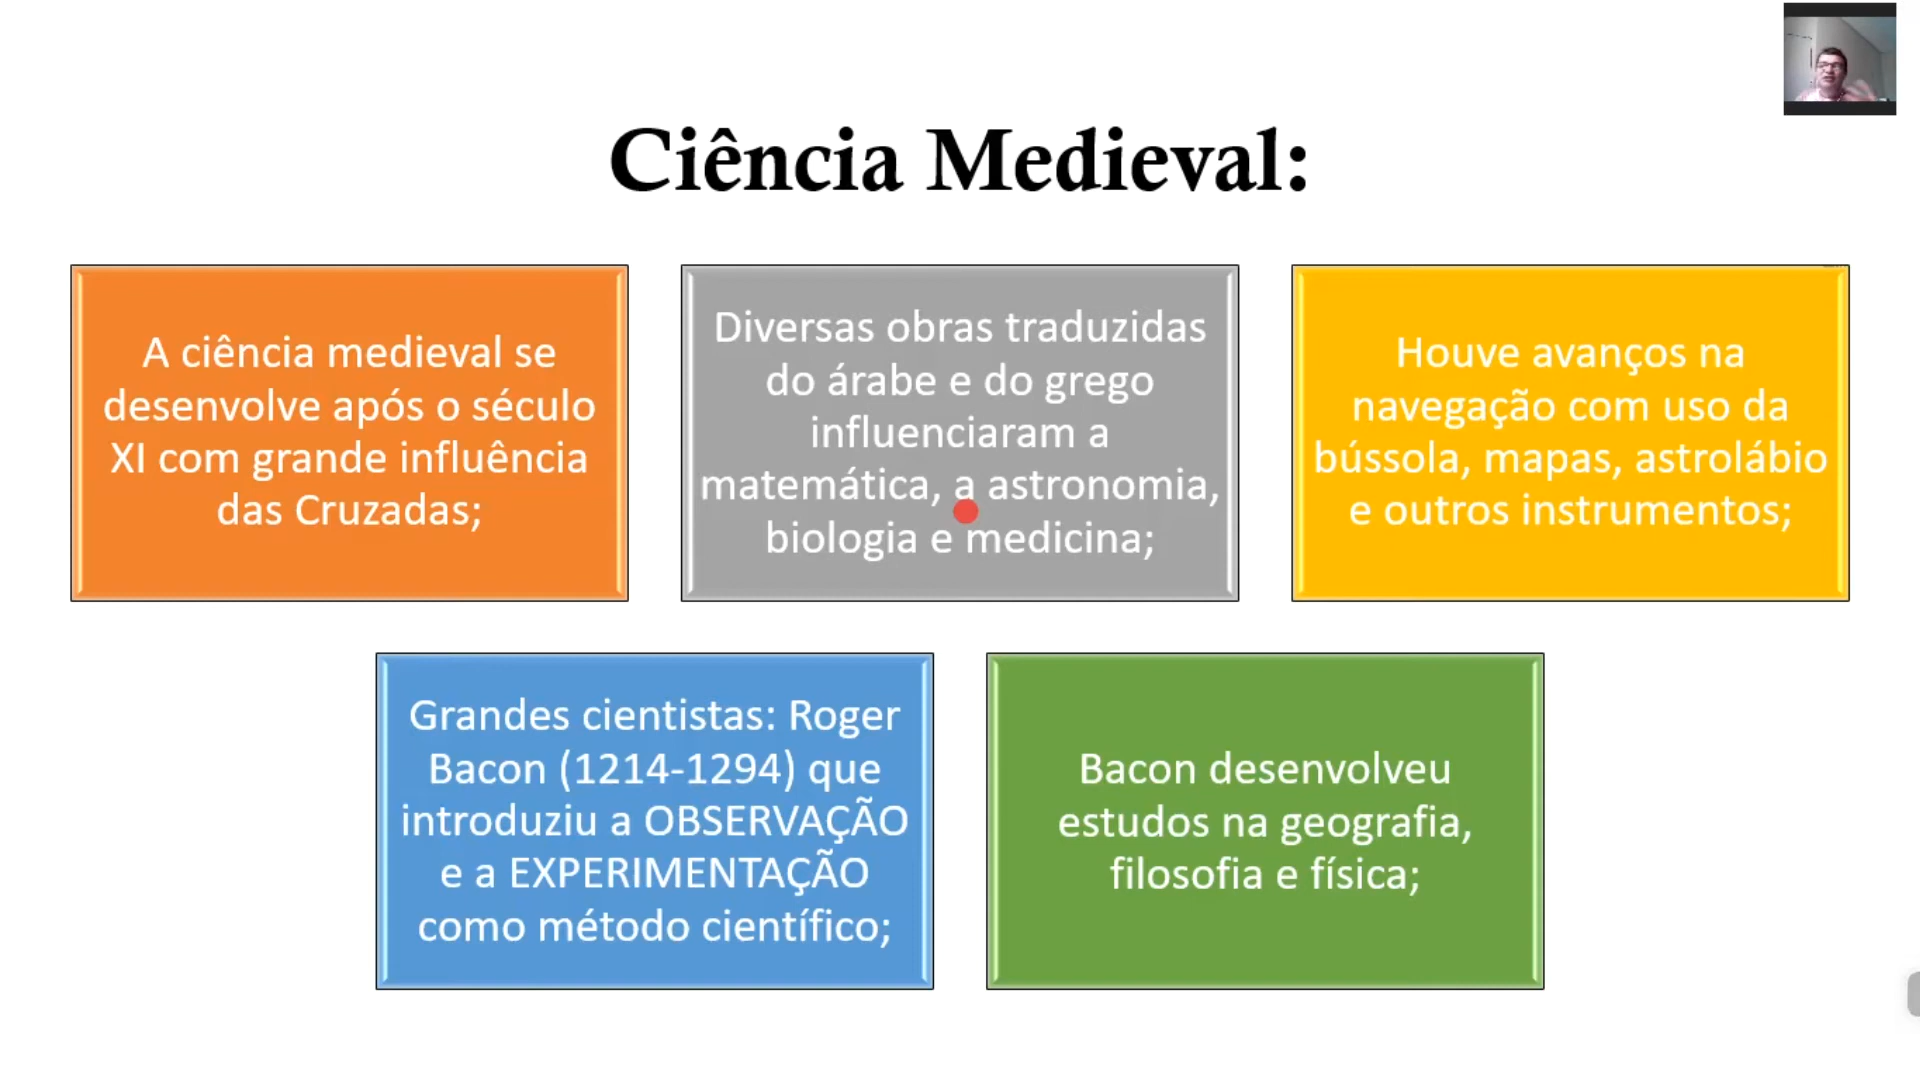 Ciência Medieval:
A ciência medieval se
desenvolve após o século
XI com grande influência
das Cruzadas;
Diversas obras traduzidas
do árabe e do grego
influenciaram a
matemática, a astronomia,
biologia e medicina;
Houve avanços na
navegação com uso da
bússola, mapas, astrolábio
e outros instrumentos;
Grandes cientistas: Roger
Bacon (1214-1294) que
introduziu a OBSERVAÇÃO
e a EXPERIMENTAÇÃO
como método científico;
Bacon desenvolveu
estudos na geografia,
filosofia e física;